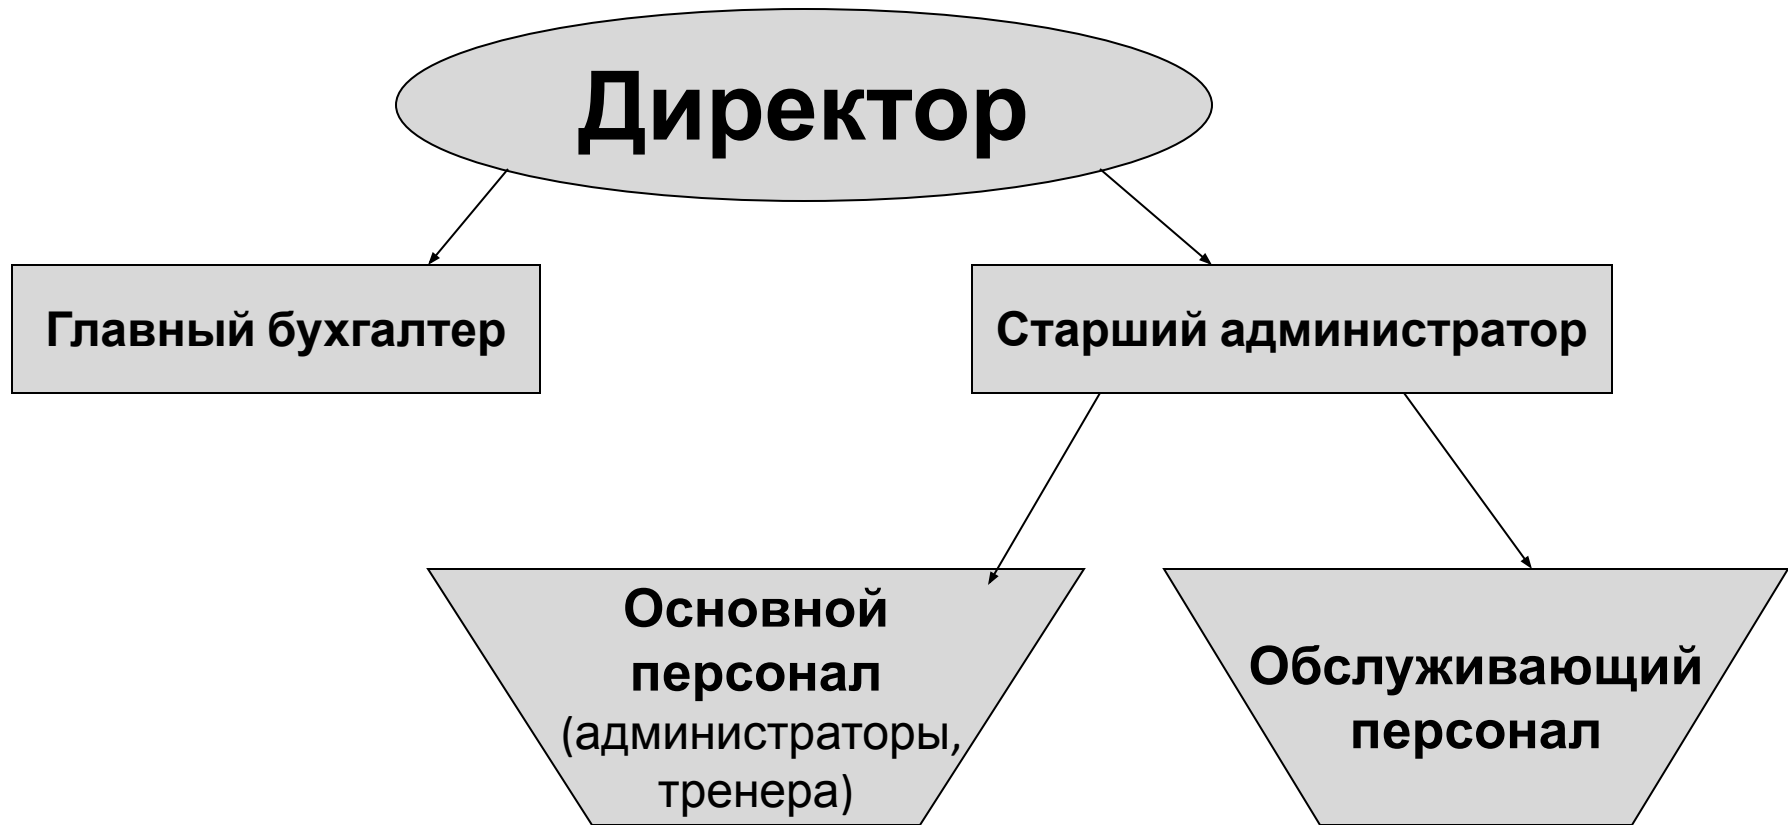 Директор
Главный бухгалтер
Старший администратор
Основной
персонал
(администраторы,
тренера)
Обслуживающий
персонал